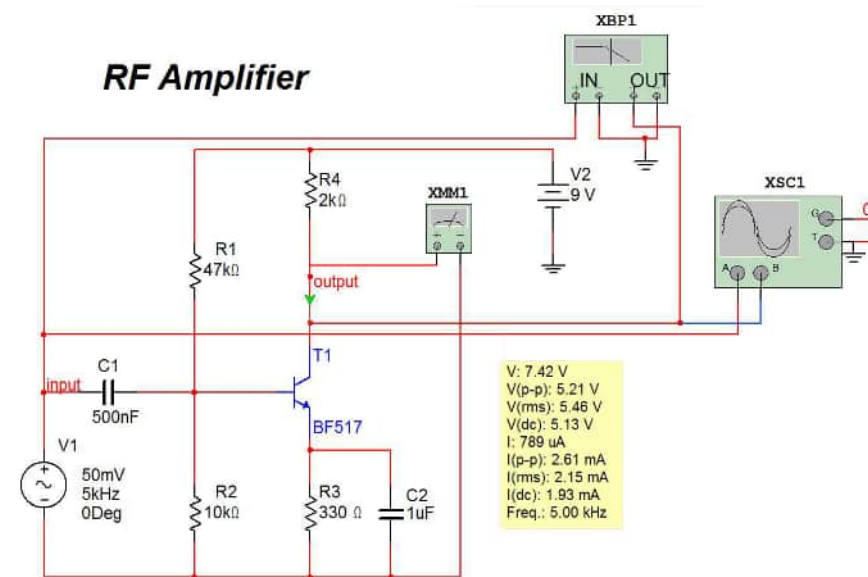 XBP1
RF Amplifier
IN OUT
R4
2kΩ
XMM1
V2
9 V
XSC1
G
T
A
B
R1
47kΩ
output
C1
input
500nF
T1
BF517
V1
50mV
5kHz
0Deg
R2
10kΩ
R3
330 Ω
C2
1uF
V: 7.42 V
V(p-p): 5.21 V
V(rms): 5.46 V
V(dc): 5.13 V
I: 789 uA
I(p-p): 2.61 mA
I(rms): 2.15 mA
I(dc): 1.93 mA
Freq.: 5.00 kHz